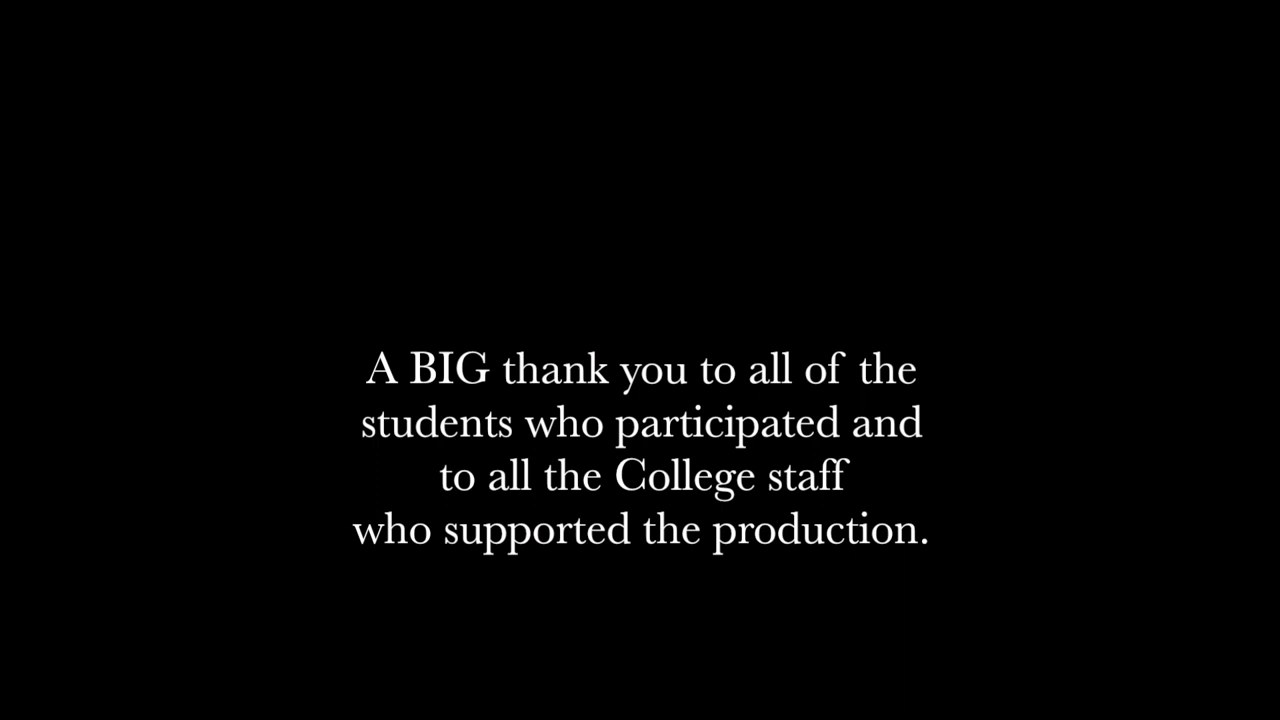 A BIG thank you to all of the
students who participated and
to all the College staff
who supported the production.